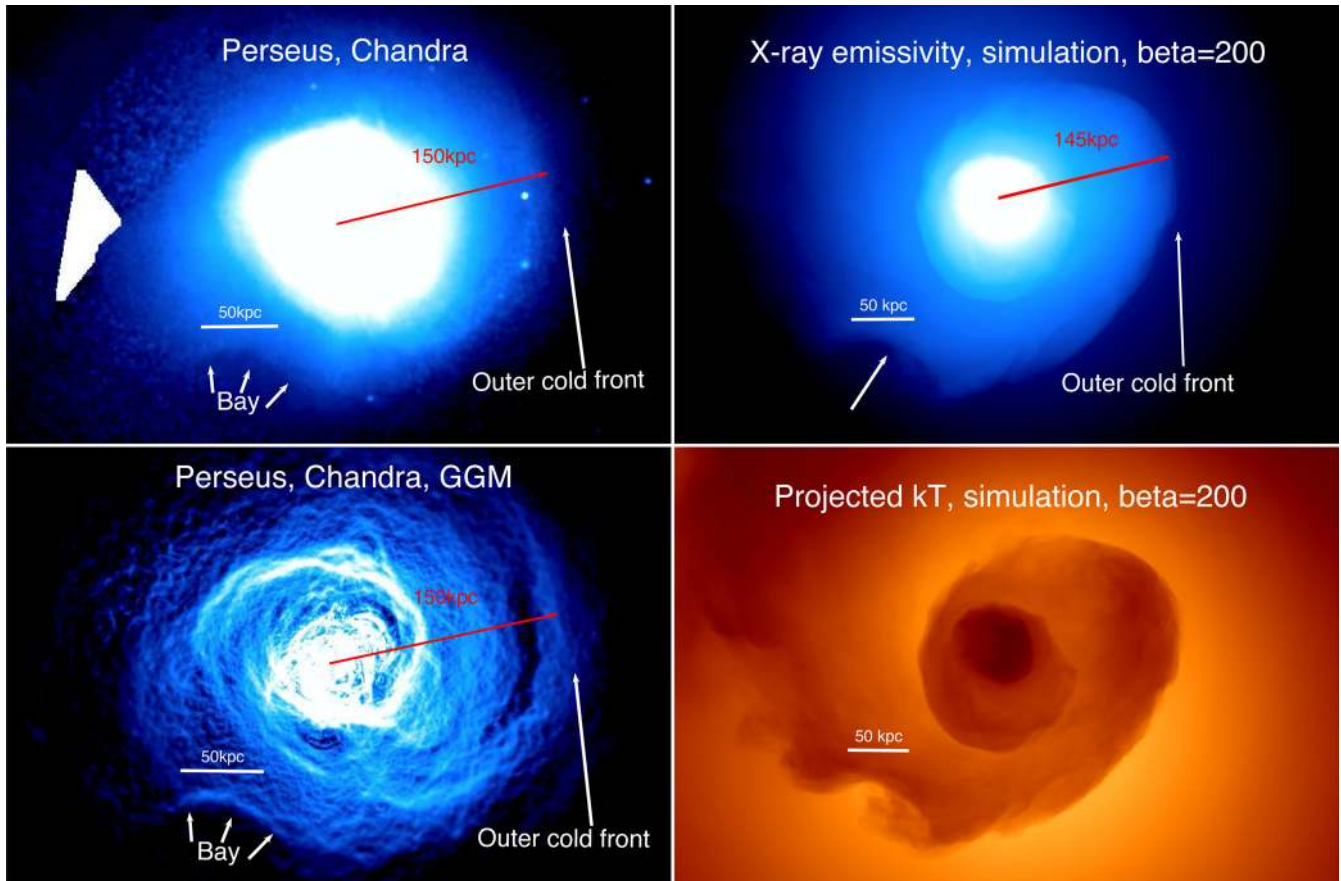 Perseus, Chandra
150kpc
50kpc
Outer cold front
Bay
X-ray emissivity, simulation, beta=200
145kpc
50 kpc
Outer cold front
Perseus, Chandra, GGM
150kpc
50kpc
Outer cold front
Bay
Projected kT, simulation, beta=200
50 kpc